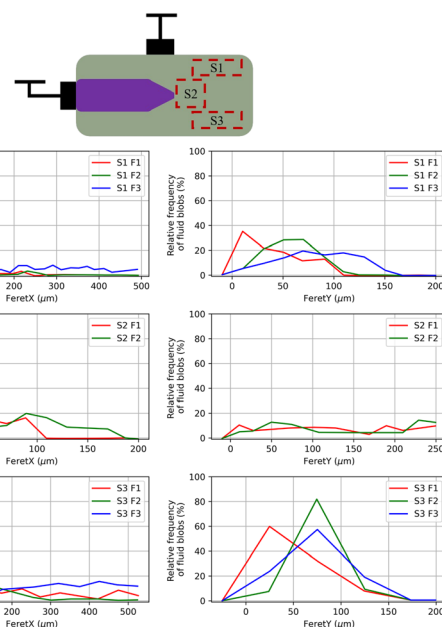 S1
S2
S3
S1 F1
S1 F2
S1 F3
200 300 400 500
FeretX (μm)
Relative frequency
of fluid blobs (%)
100
80
60
40
20
0
S1 F1
S1 F2
S1 F3
0 50 100 150 200
FeretY (μm)
S2 F1
S2 F2
100 200
FeretX (μm)
Relative frequency
of fluid blobs (%)
100
80
60
40
20
0
S2 F1
S2 F2
0 50 100 150 200 250
FeretY (μm)
S3 F1
S3 F2
S3 F3
200 300 400 500
FeretX (μm)
Relative frequency
of fluid blobs (%)
100
80
60
40
20
0
S3 F1
S3 F2
S3 F3
0 50 100 150 200
FeretY (μm)